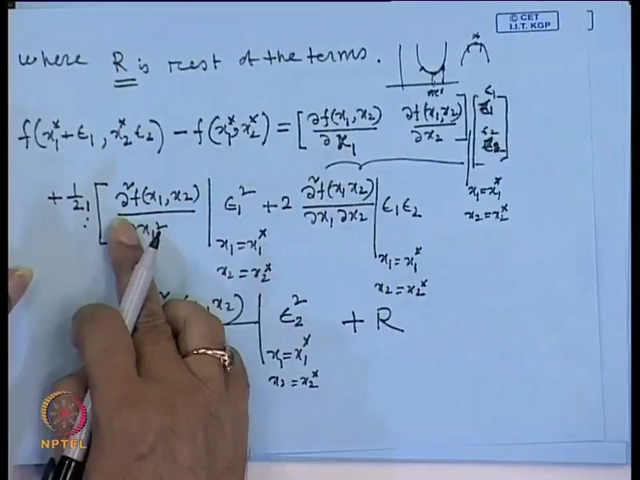 © CET
I.I.T. KGP
where R is rest of the terms.
f(x₁*+ε₁, x₂* ε₂) − f(x₁*, x₂*) = [∂f(x₁, x₂)/∂x₁ ∂f(x₁, x₂)/∂x₂] [ε₁ ε₂]
x₁=x₁*
x₂=x₂*
+ 1/2! [∂²f(x₁, x₂)/∂x₁² | ε₁² + 2 ∂²f(x₁, x₂)/∂x₁∂x₂ | ε₁ε₂
x₁=x₁* x₁=x₁*
x₂=x₂* x₂=x₂*
x₂) | ε₂² + R
x₁=x₁*
x₂=x₂*
NPTEL